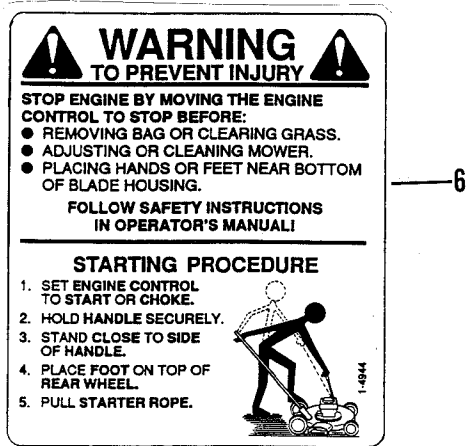 WARNING
TO PREVENT INJURY
STOP ENGINE BY MOVING THE ENGINE
CONTROL TO STOP BEFORE:
● REMOVING BAG OR CLEARING GRASS.
● ADJUSTING OR CLEANING MOWER.
● PLACING HANDS OR FEET NEAR BOTTOM
OF BLADE HOUSING.
FOLLOW SAFETY INSTRUCTIONS
IN OPERATOR'S MANUAL!
6
STARTING PROCEDURE
1. SET ENGINE CONTROL
TO START OR CHOKE.
2. HOLD HANDLE SECURELY.
3. STAND CLOSE TO SIDE
OF HANDLE.
4. PLACE FOOT ON TOP OF
REAR WHEEL.
5. PULL STARTER ROPE.
1-4944